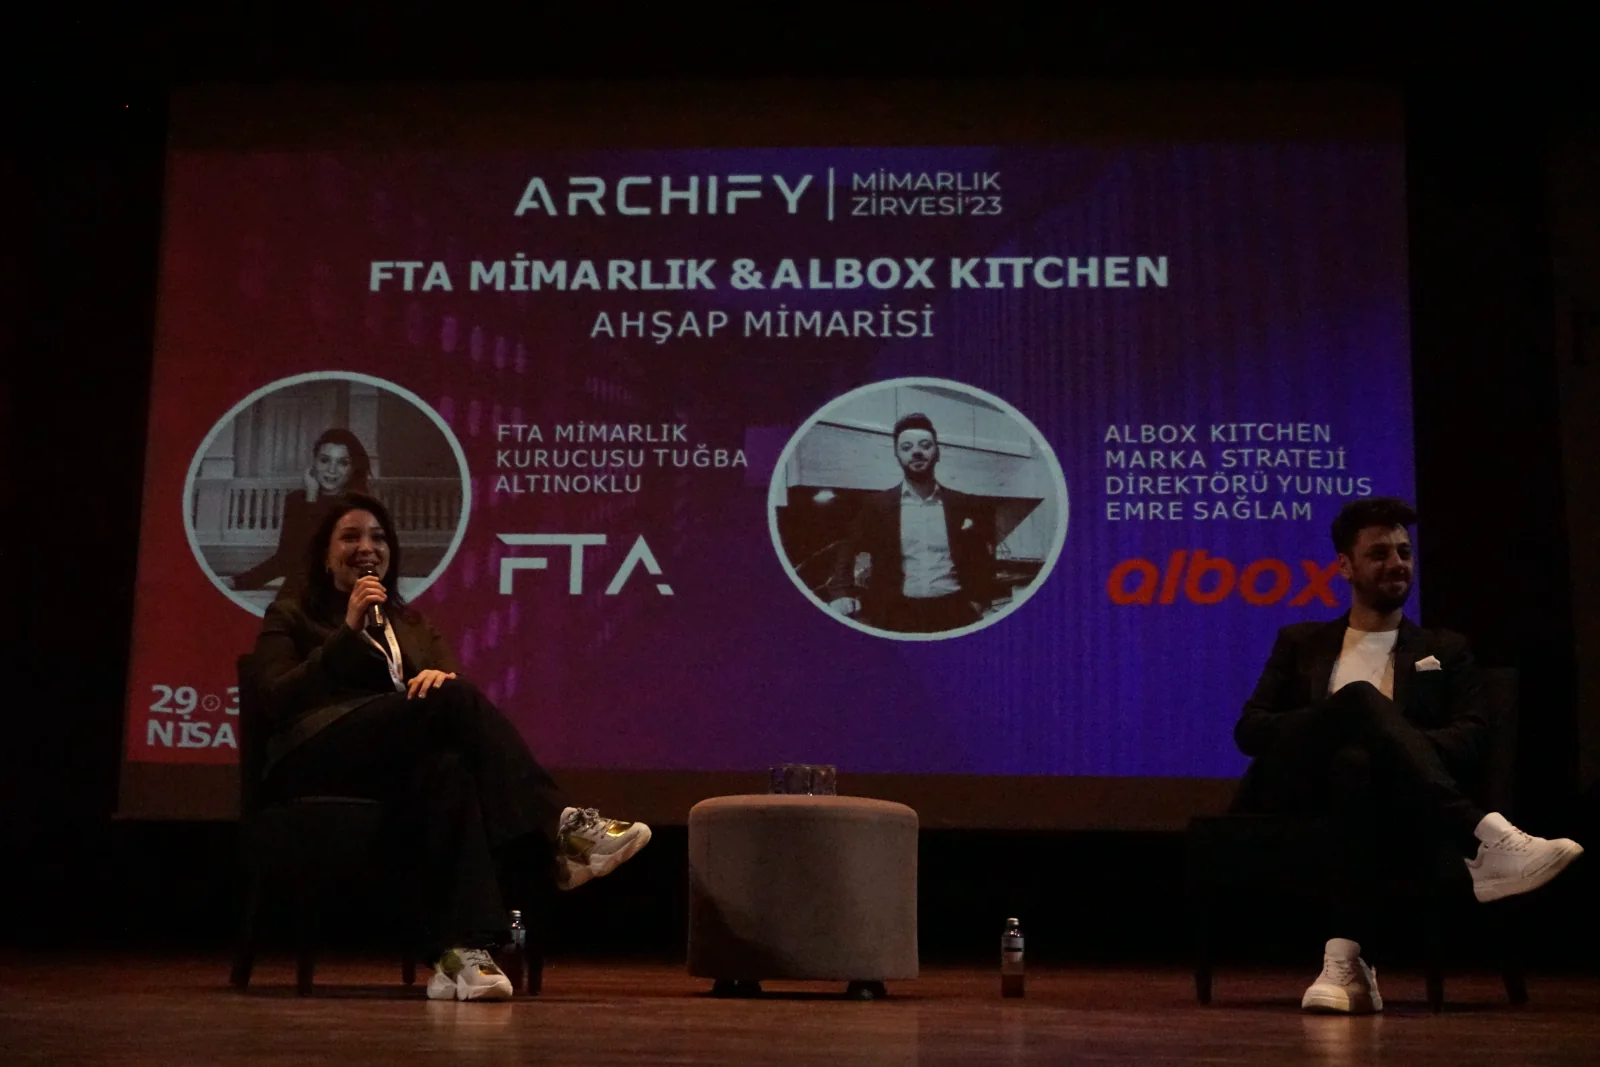 ARCHIFY
MİMARLIK
ZİRVESİ'23
FTA MİMARLIK & ALBOX KITCHEN
AHŞAP MİMARİSİ
FTA MİMARLIK
KURUCUSU TUĞBA
ALTINOKLU
FTA
ALBOX KITCHEN
MARKA STRATEJİ
DİREKTÖRÜ YUNUS
EMRE SAĞLAM
albox
29